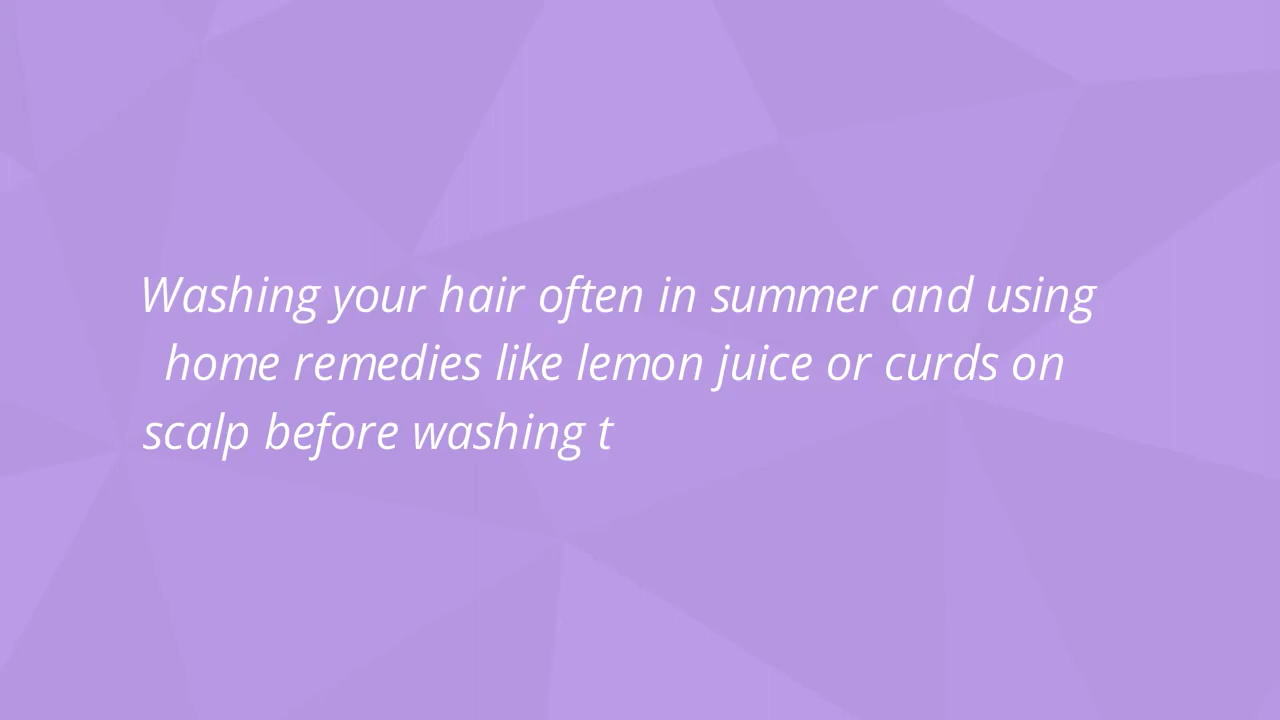 Washing your hair often in summer and using
home remedies like lemon juice or curds on
scalp before washing t